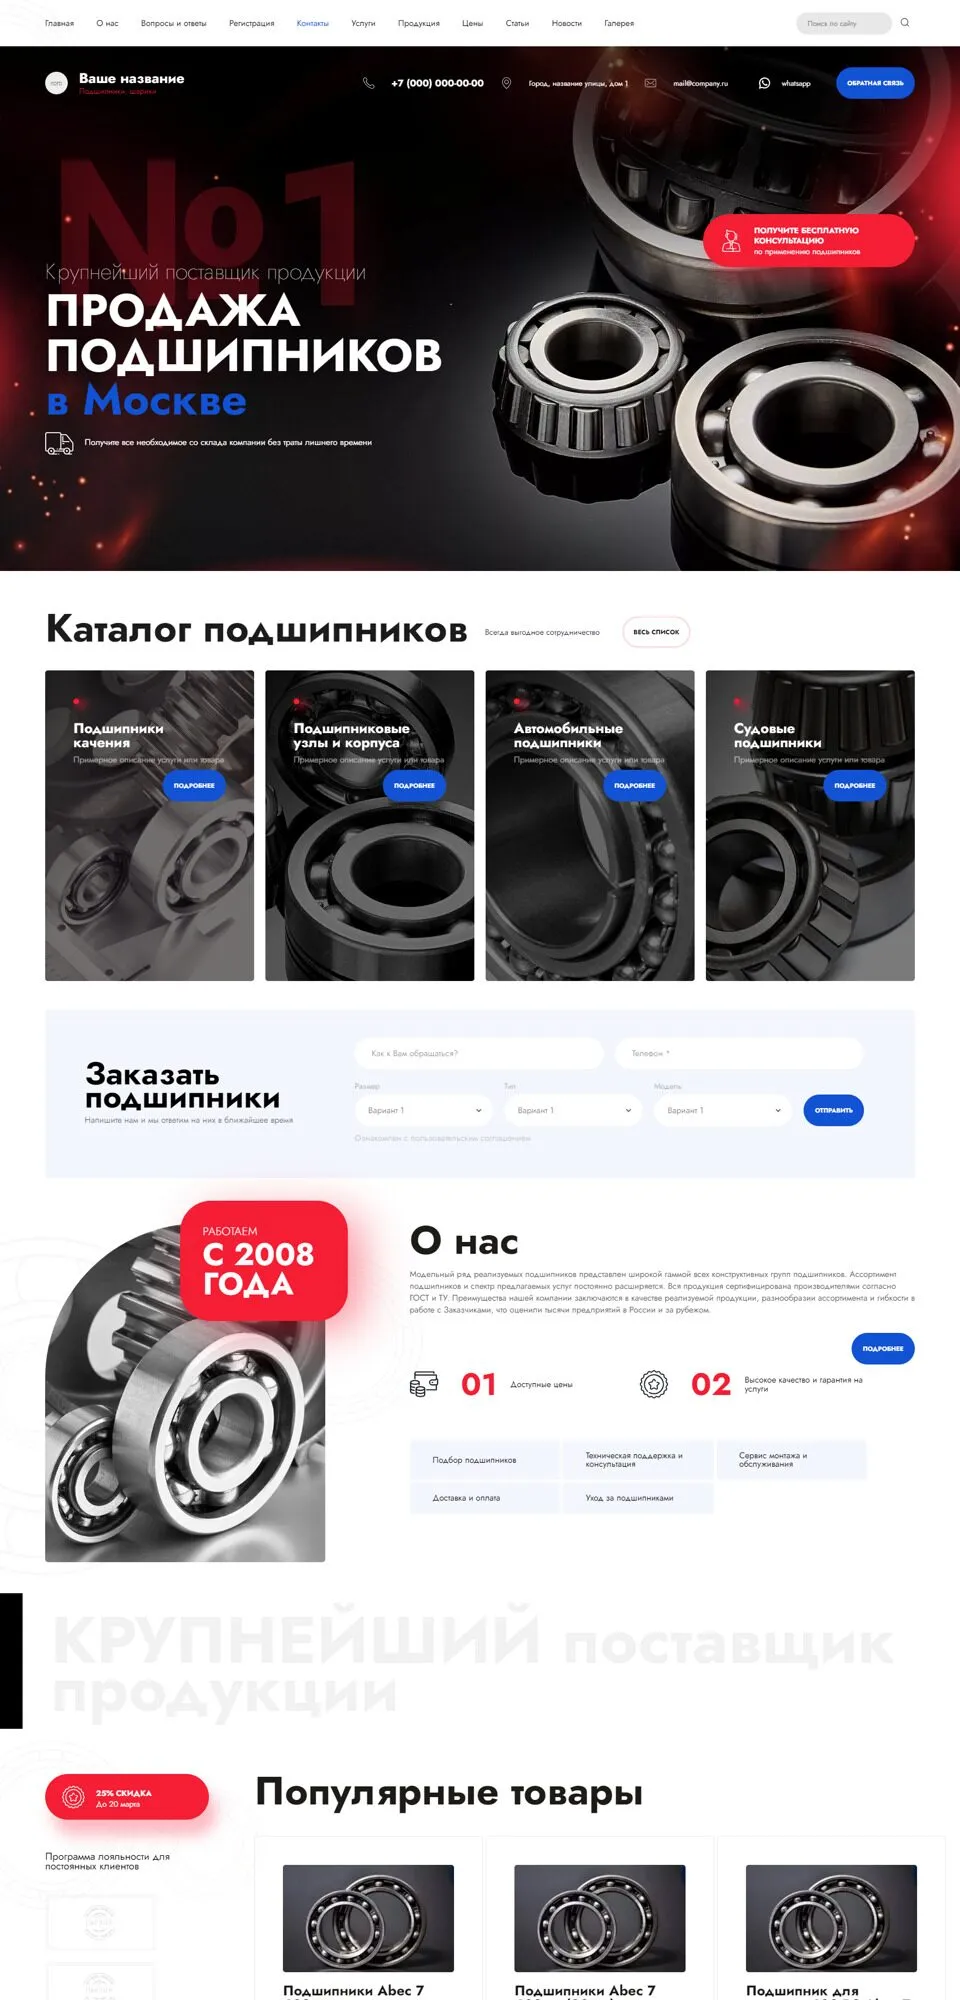 Главная О нас Вопросы и ответы Регистрация Контакты Услуги Продукция Цены Статьи Новости Галерея Поиск по сайту
Ваше название
Подшипники, шарики
+7 (000) 000-00-00
Город, название улицы, дом 1
mail@company.ru
whatsapp
ОБРАТНАЯ СВЯЗЬ
№1
ПОЛУЧИТЕ БЕСПЛАТНУЮ
КОНСУЛЬТАЦИЮ
по применению подшипников
Крупнейший поставщик продукции
ПРОДАЖА
ПОДШИПНИКОВ
в Москве
Получите все необходимое со склада компании без траты лишнего времени
Каталог подшипников
Всегда выгодное сотрудничество
ВЕСЬ СПИСОК
Подшипники
качения
Примерное описание услуги или товара
ПОДРОБНЕЕ
Подшипниковые
узлы и корпуса
Примерное описание услуги или товара
ПОДРОБНЕЕ
Автомобильные
подшипники
Примерное описание услуги или товара
ПОДРОБНЕЕ
Судовые
подшипники
Примерное описание услуги или товара
ПОДРОБНЕЕ
Заказать
подшипники
Напишите нам и мы ответим на них в ближайшее время
Как к Вам обращаться?
Телефон *
Размер
Тип
Модель
Вариант 1
Вариант 1
Вариант 1
ОТПРАВИТЬ
Ознакомлен с пользовательским соглашением
РАБОТАЕМ
С 2008
ГОДА
О нас
Модельный ряд реализуемых подшипников представлен широкой гаммой всех конструктивных групп подшипников. Ассортимент
подшипников и спектр предлагаемых услуг постоянно расширяется. Вся продукция сертифицирована производителями согласно
ГОСТ и ТУ. Преимущества нашей компании заключаются в качестве реализуемой продукции, разнообразии ассортимента и гибкости в
работе с Заказчиками, что оценили тысячи предприятий в России и за рубежом.
ПОДРОБНЕЕ
01
Доступные цены
02
Высокое качество и гарантия на
услуги
Подбор подшипников
Техническая поддержка и
консультация
Сервис монтажа и
обслуживания
Доставка и оплата
Уход за подшипниками
КРУПНЕЙШИЙ поставщик
продукции
25% СКИДКА
До 20 марта
Программа лояльности для
постоянных клиентов
Популярные товары
Подшипники Abec 7
Подшипники Abec 7
Подшипник для